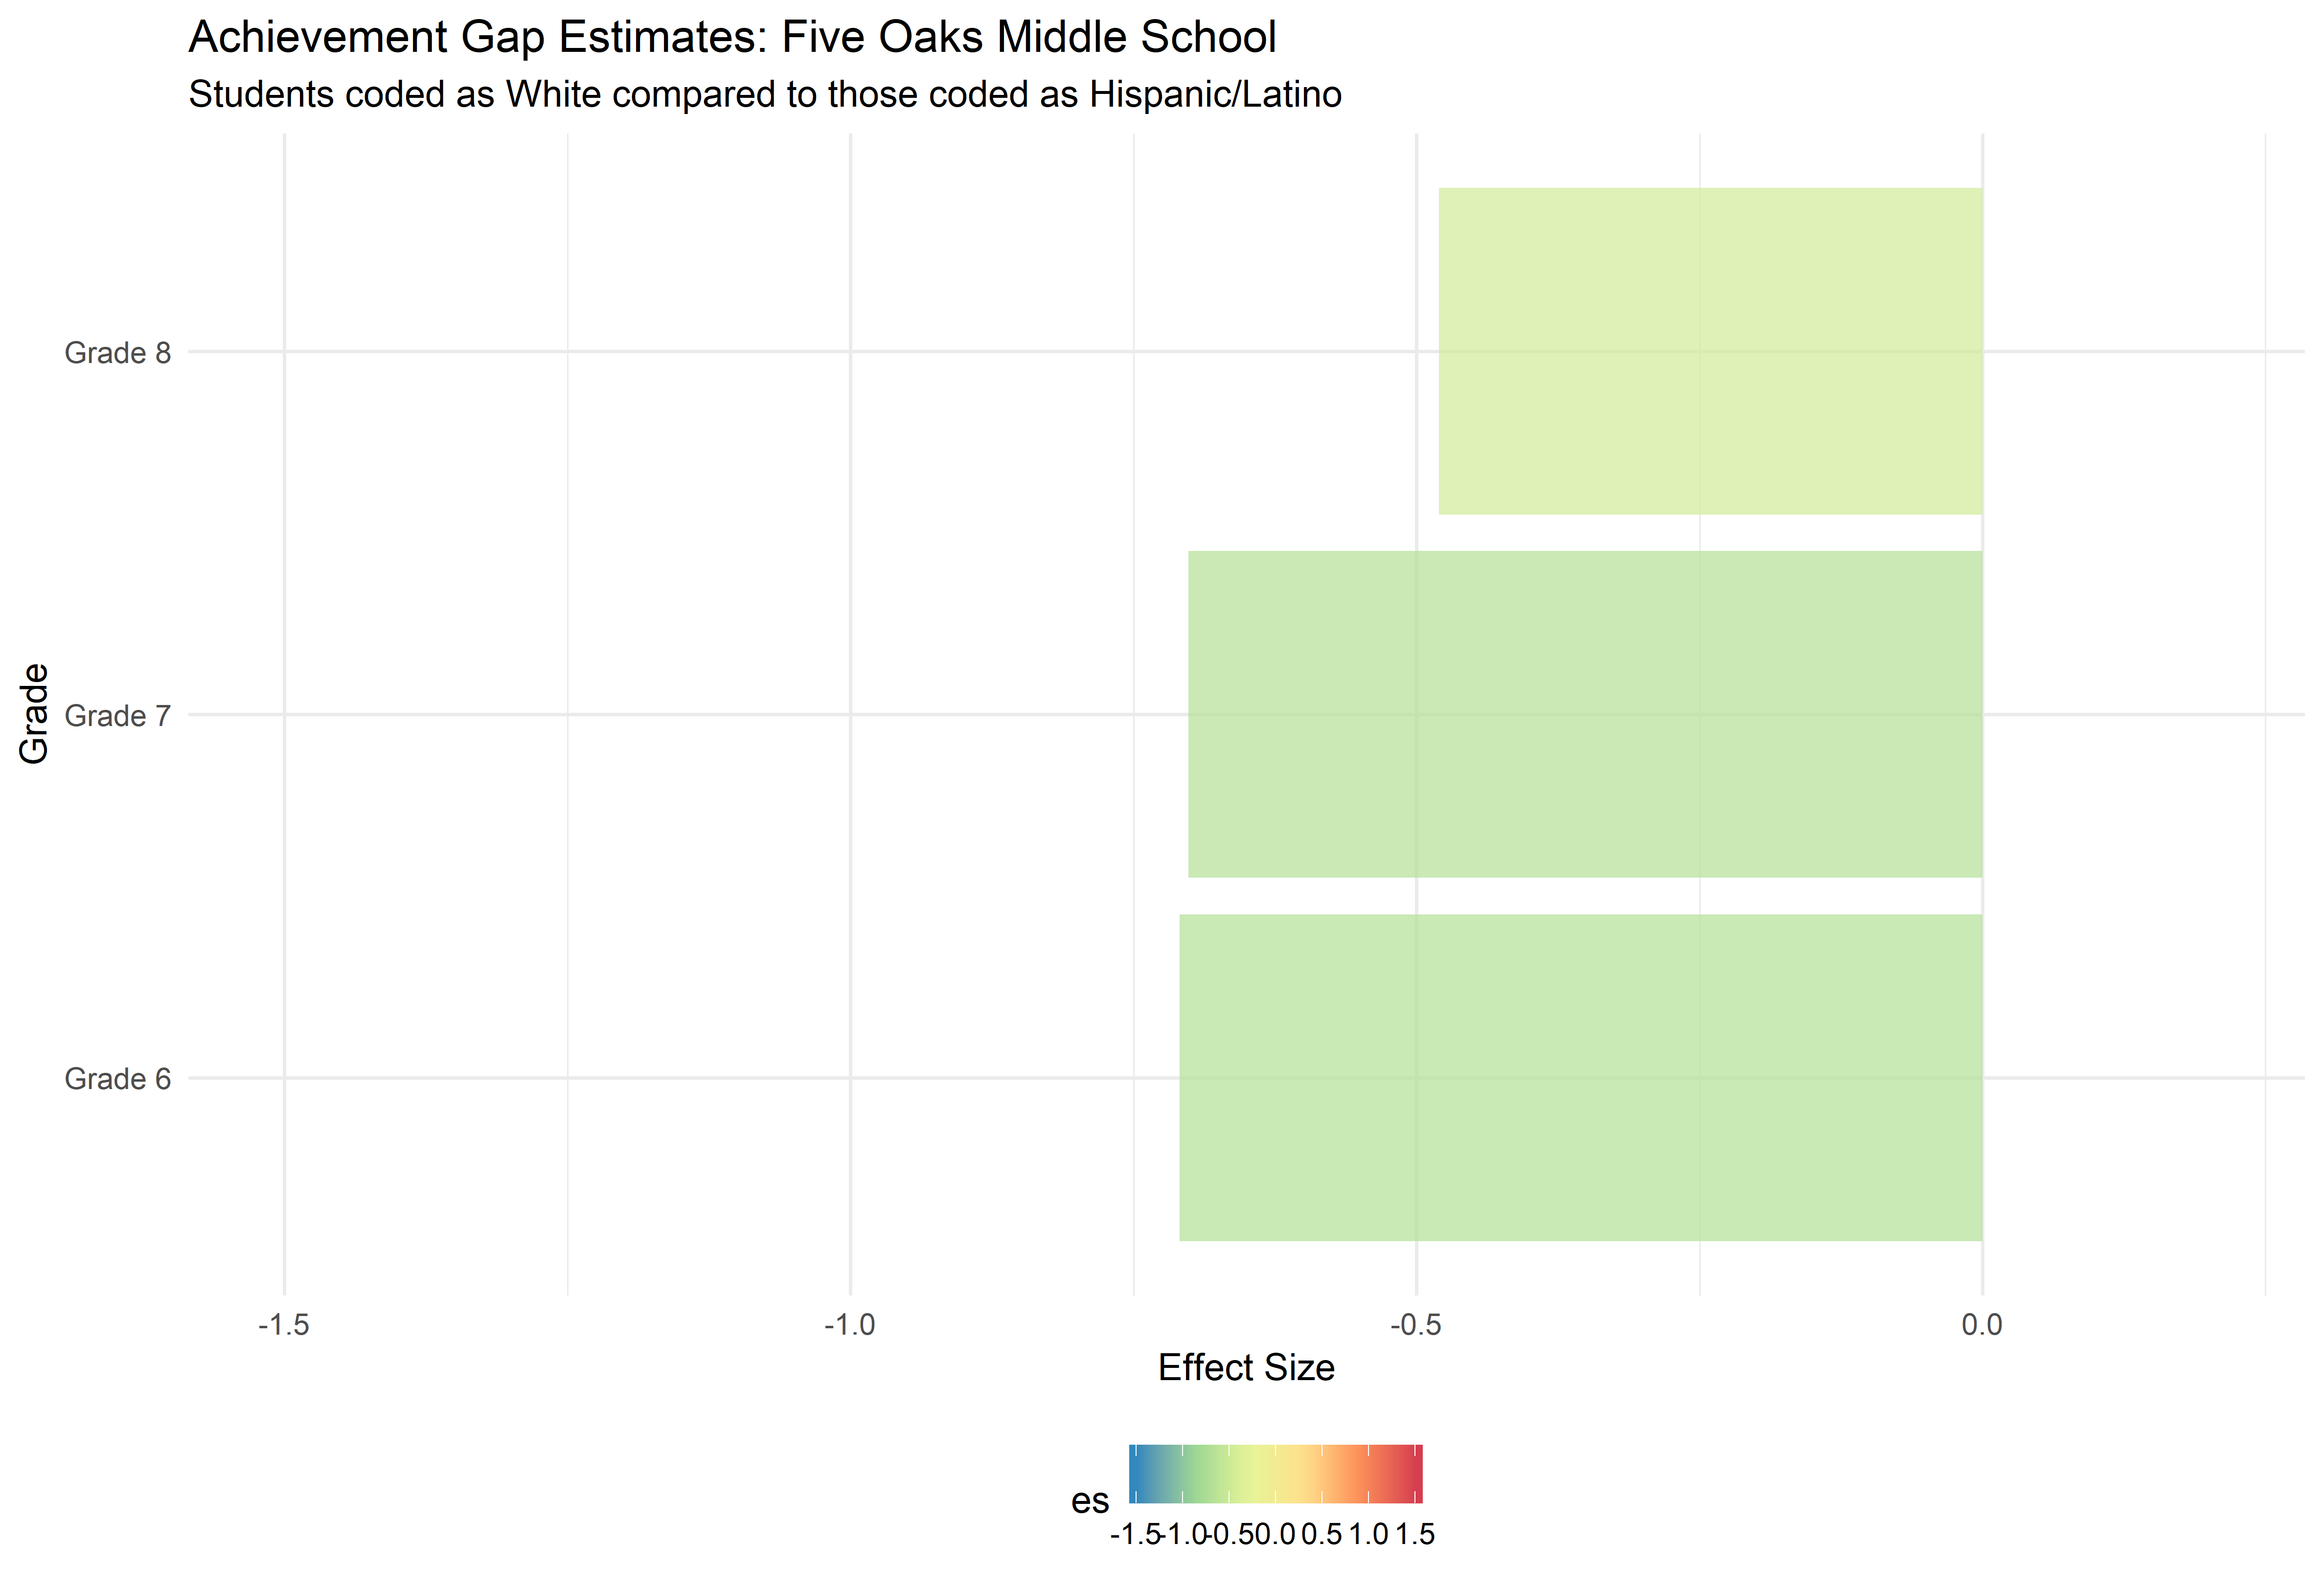 Achievement Gap Estimates: Five Oaks Middle School
Students coded as White compared to those coded as Hispanic/Latino
Grade
Grade 8
Grade 7
Grade 6
-1.5 -1.0 -0.5 0.0
Effect Size
es
-1.5 -1.0 -0.5 0.0 0.5 1.0 1.5